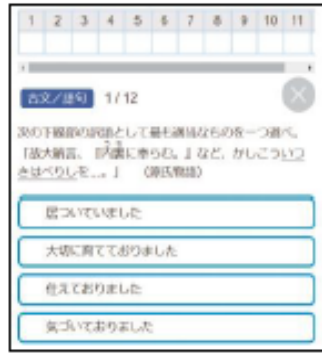 1 2 3 4 5 6 7 8 9 10 11
古文/語句 1/12
次の下線部の訳語として最も適当なものを一つ選べ。
「故大納言、『内裏に奉らむ。』など、かしこういつ
きはべりしを…。」 (源氏物語)
居ついていました
大切に育てておりました
仕えておりました
気づいておりました